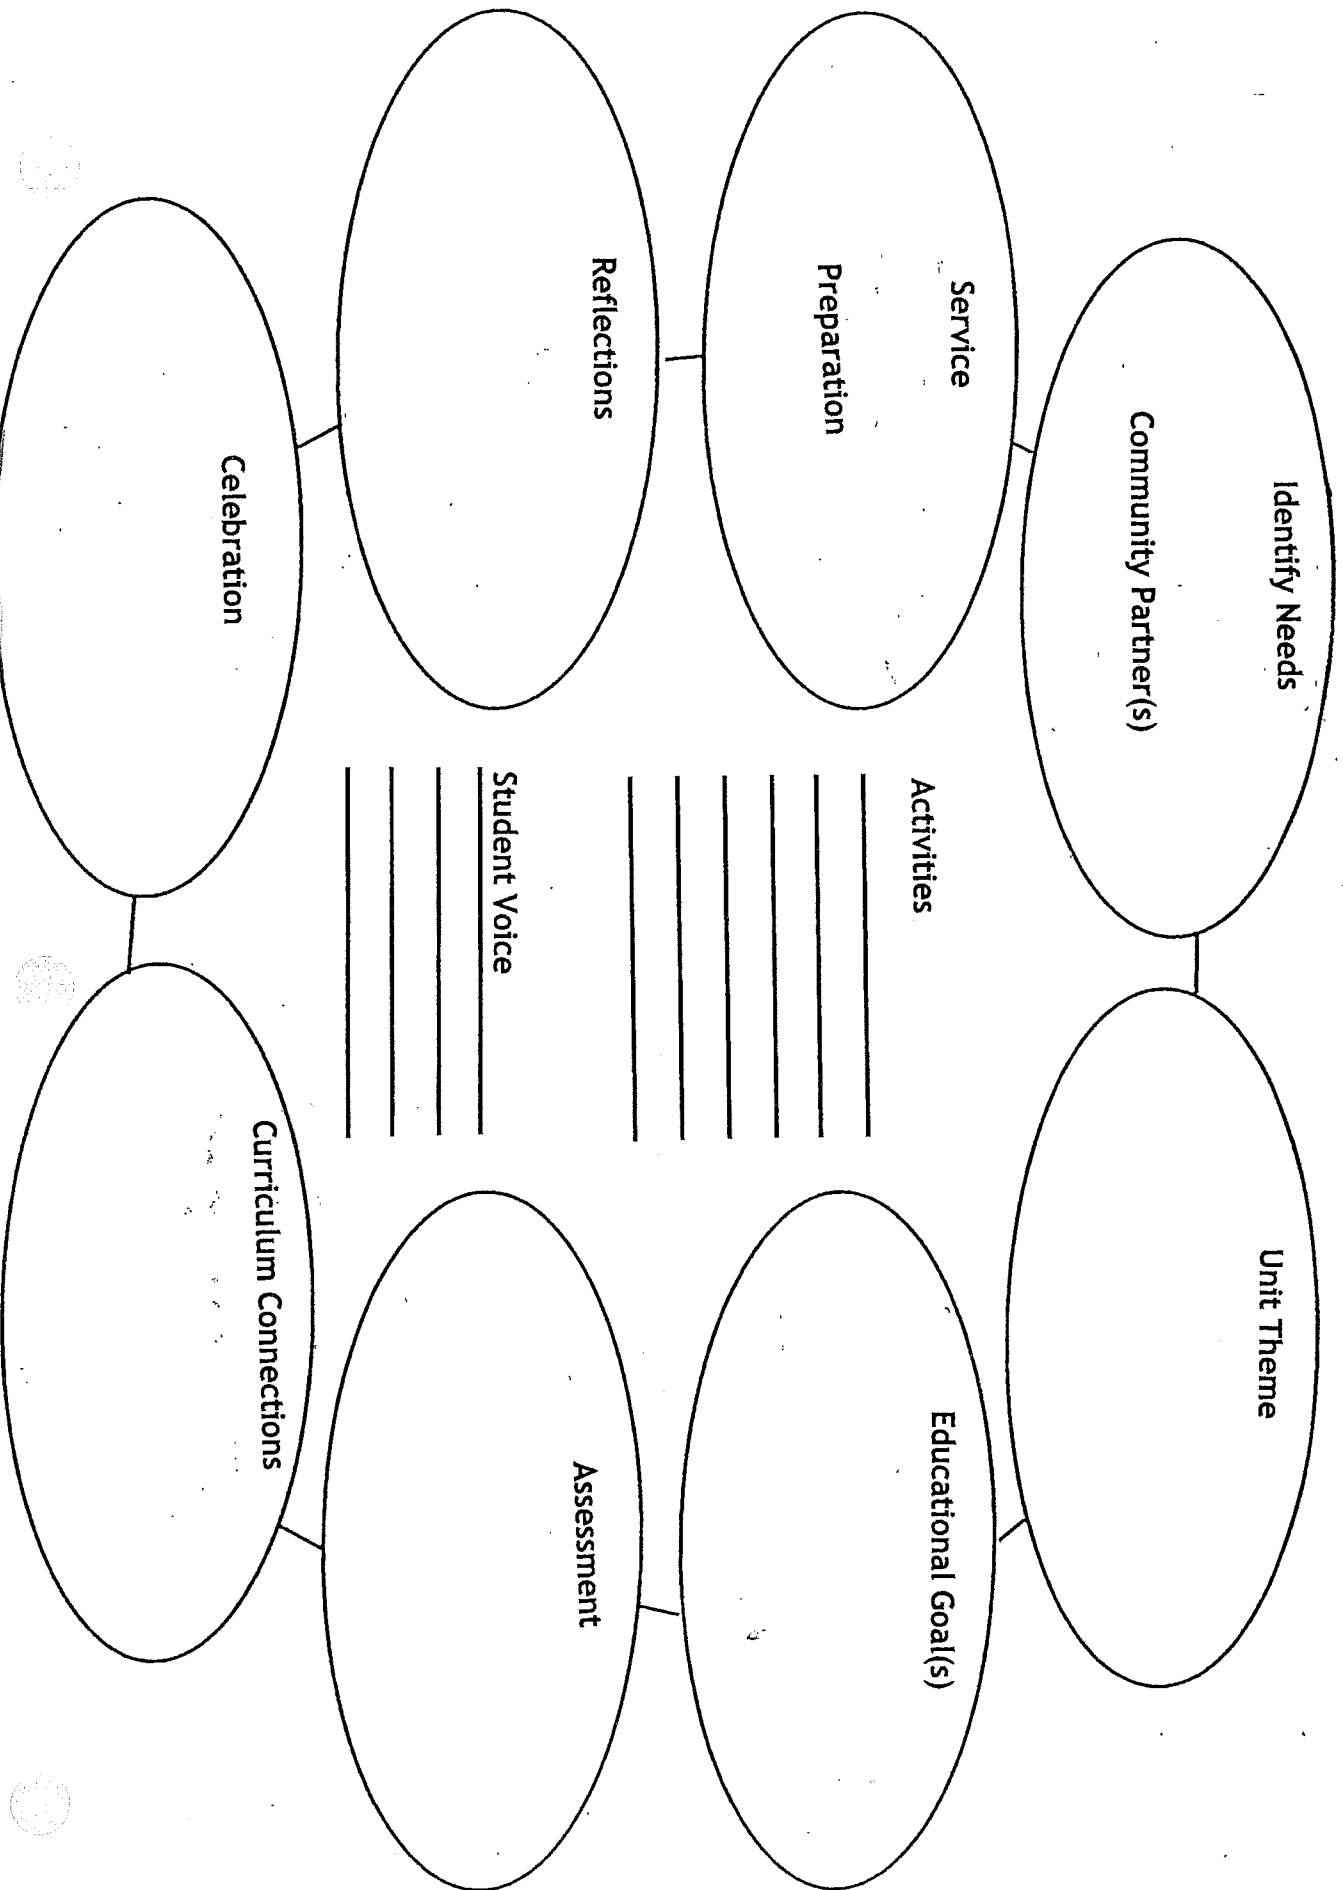 Identify Needs
Community Partner(s)
Unit Theme
Service
Preparation
Activities
Educational Goal(s)
Reflections
Student Voice
Assessment
Celebration
Curriculum Connections